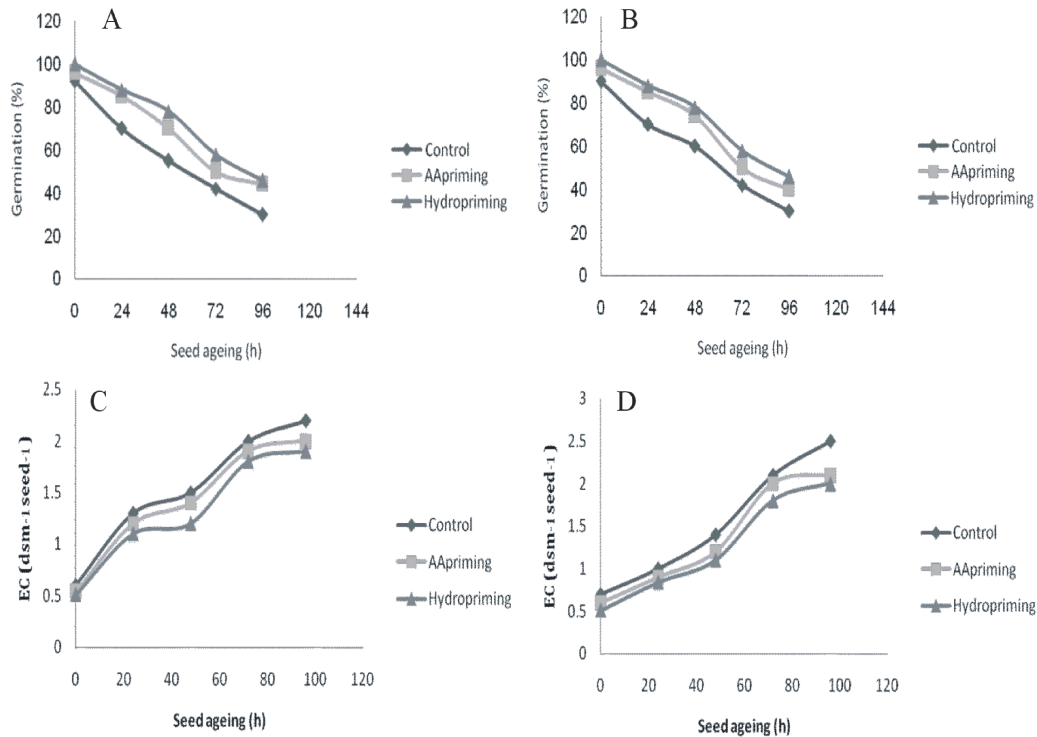 A
120
100
80
60
40
20
0
Germination (%)
0 24 48 72 96 120 144
Seed ageing (h)
Control
AApriming
Hydropriming
B
120
100
80
60
40
20
0
Germination (%)
0 24 48 72 96 120 144
Seed ageing (h)
Control
AApriming
Hydropriming
C
2.5
2
1.5
1
0.5
0
EC (dsm-1 seed-1)
0 20 40 60 80 100 120
Seed ageing (h)
Control
AApriming
Hydropriming
D
3
2.5
2
1.5
1
0.5
0
EC (dsm-1 seed-1)
0 20 40 60 80 100 120
Seed ageing (h)
Control
AApriming
Hydropriming